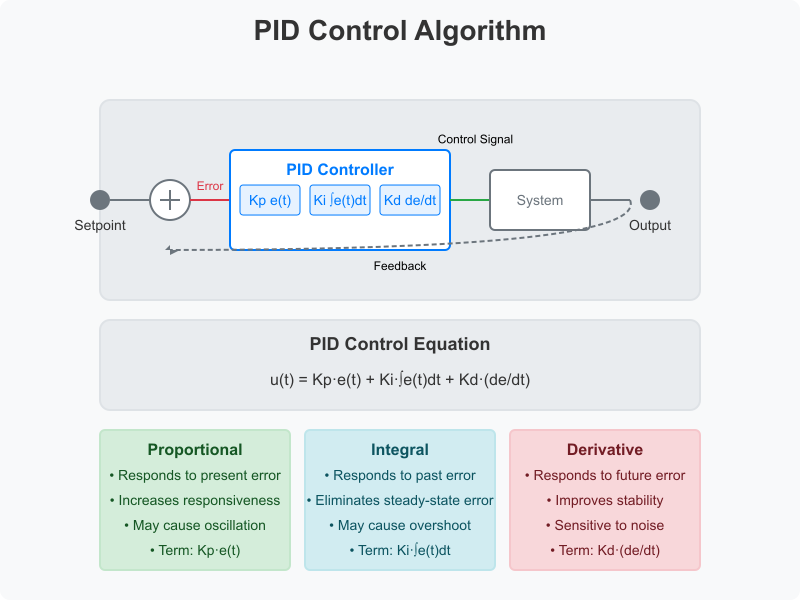 PID Control Algorithm
Control Signal
PID Controller
Error
Kp e(t)
Ki ∫e(t)dt
Kd de/dt
System
Setpoint
Output
Feedback
PID Control Equation
u(t) = Kp·e(t) + Ki·∫e(t)dt + Kd·(de/dt)
Proportional
• Responds to present error
• Increases responsiveness
• May cause oscillation
• Term: Kp·e(t)
Integral
• Responds to past error
• Eliminates steady-state error
• May cause overshoot
• Term: Ki·∫e(t)dt
Derivative
• Responds to future error
• Improves stability
• Sensitive to noise
• Term: Kd·(de/dt)